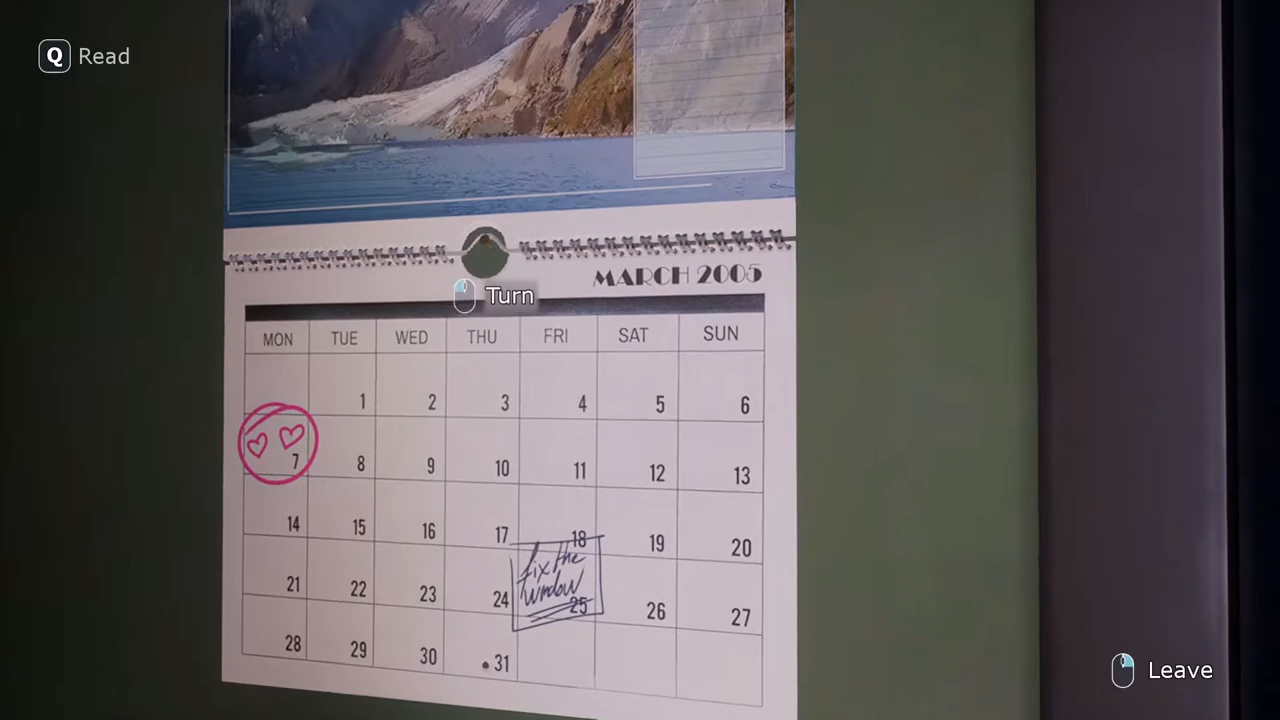 Q Read
MARCH 2005
Turn
MON TUE WED THU FRI SAT SUN
1 2 3 4 5 6
7 8 9 10 11 12 13
14 15 16 17 18 19 20
fix the
window
21 22 23 24 25 26 27
28 29 30 31
Leave